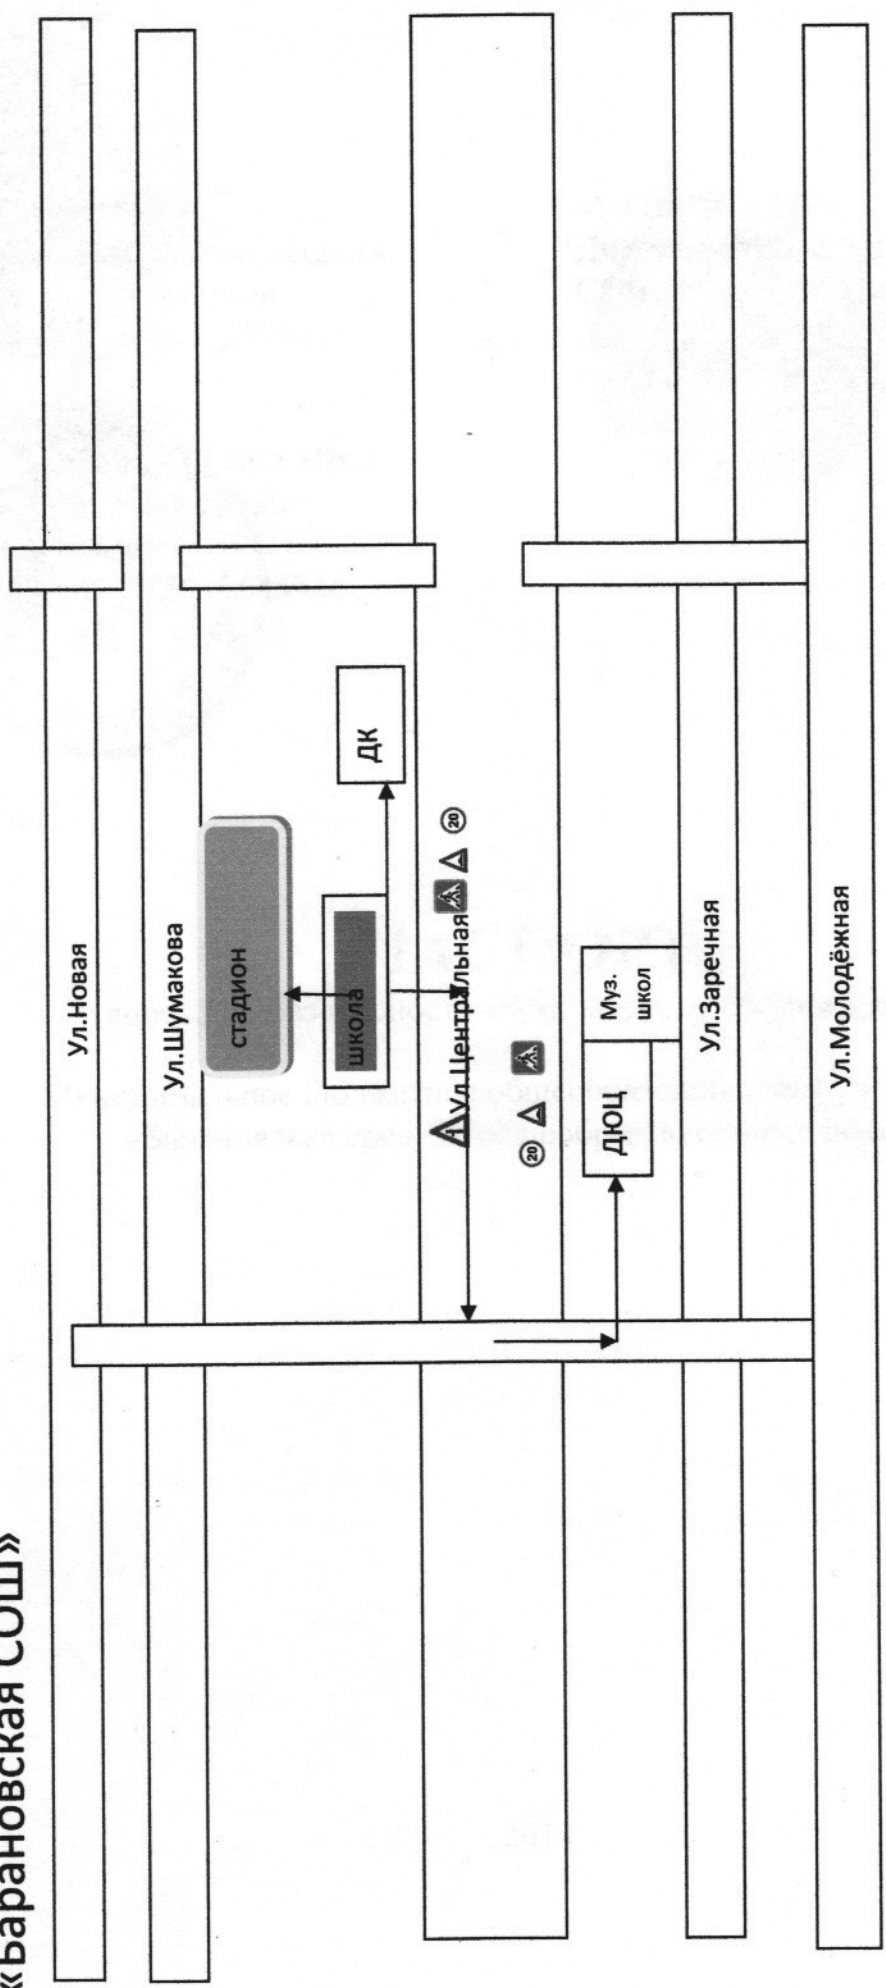 «Барановская СОШ»
Ул.Новая
Ул.Шумакова
стадион
школа
ДК
Ул.Центральная
20
20
ДЮЦ
Муз.
школ
Ул.Заречная
Ул.Молодёжная